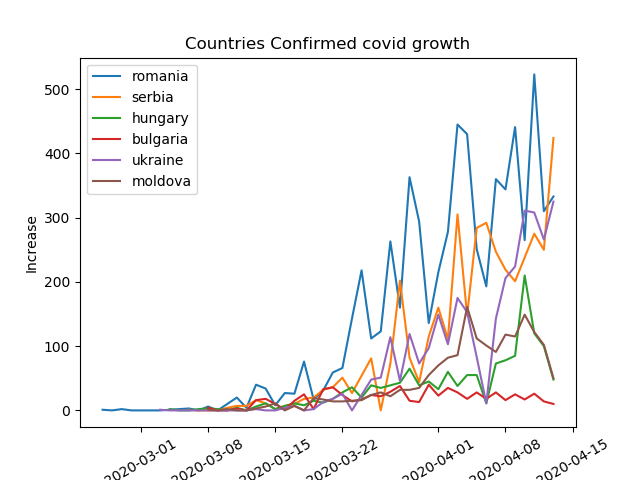 Countries Confirmed covid growth
romania
serbia
hungary
bulgaria
ukraine
moldova
Increase
500
400
300
200
100
0
2020-03-01
2020-03-08
2020-03-15
2020-03-22
2020-04-01
2020-04-08
2020-04-15